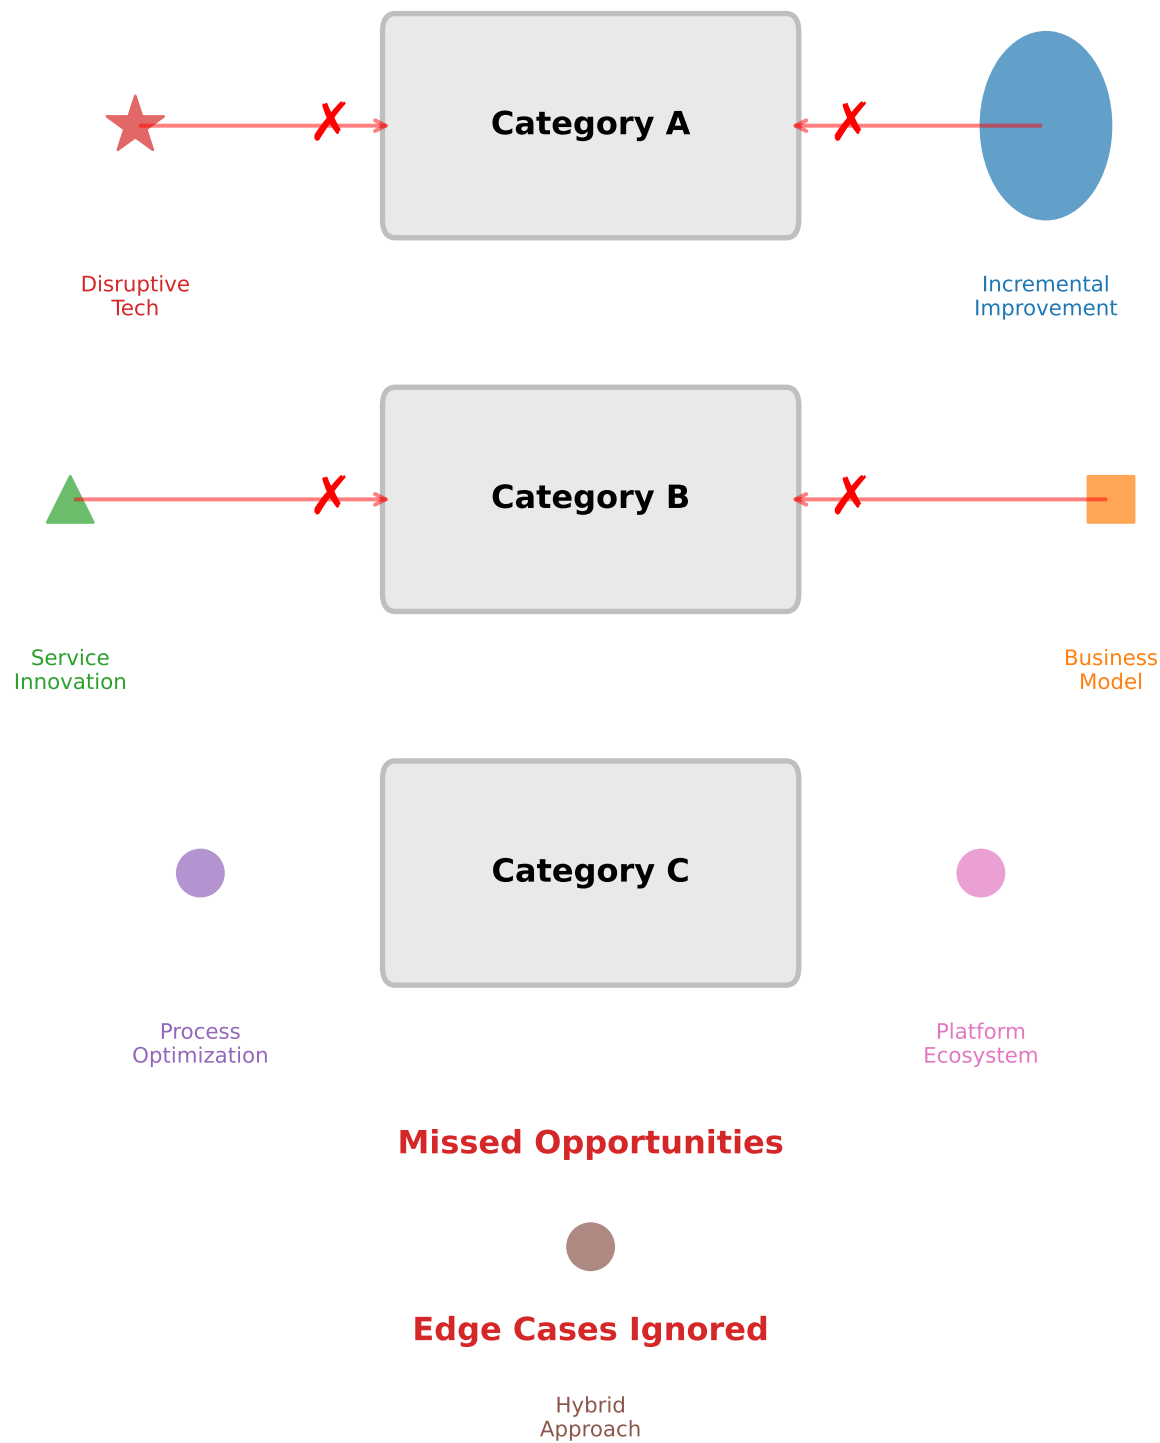 Category A
Disruptive
Tech
Incremental
Improvement
Category B
Service
Innovation
Business
Model
Category C
Process
Optimization
Platform
Ecosystem
Missed Opportunities
Edge Cases Ignored
Hybrid
Approach